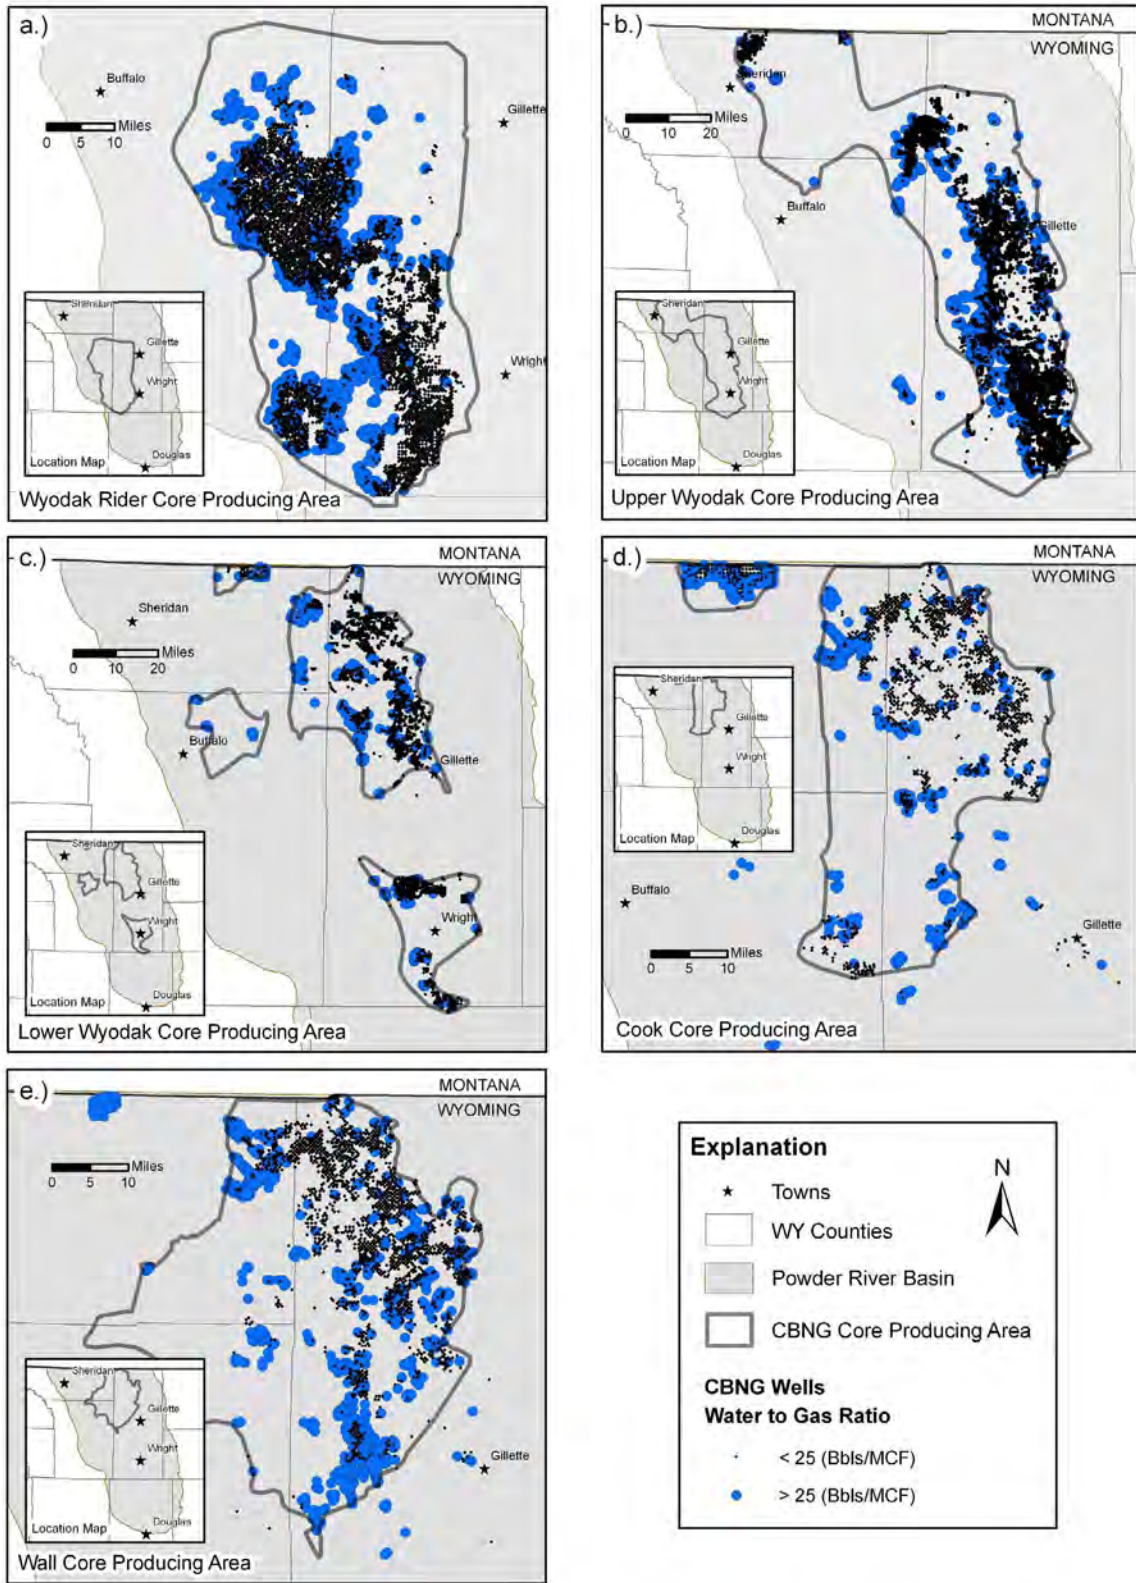 a.)
Buffalo
Gillette
Miles
0 5 10
Wright
Sheridan
Gillette
Wright
Douglas
Location Map
Wyodak Rider Core Producing Area
b.)
MONTANA
WYOMING
Sheridan
Miles
0 10 20
Buffalo
Gillette
Sheridan
Gillette
Wright
Douglas
Location Map
Upper Wyodak Core Producing Area
c.)
MONTANA
WYOMING
Sheridan
Miles
0 10 20
Buffalo
Gillette
Sheridan
Gillette
Wright
Wright
Douglas
Location Map
Lower Wyodak Core Producing Area
d.)
MONTANA
WYOMING
Sheridan
Gillette
Wright
Douglas
Location Map
Buffalo
Gillette
Miles
0 5 10
Cook Core Producing Area
e.)
MONTANA
WYOMING
Miles
0 5 10
Sheridan
Gillette
Wright
Douglas
Location Map
Gillette
Wall Core Producing Area
Explanation
N
Towns
WY Counties
Powder River Basin
CBNG Core Producing Area
CBNG Wells
Water to Gas Ratio
< 25 (Bbls/MCF)
> 25 (Bbls/MCF)